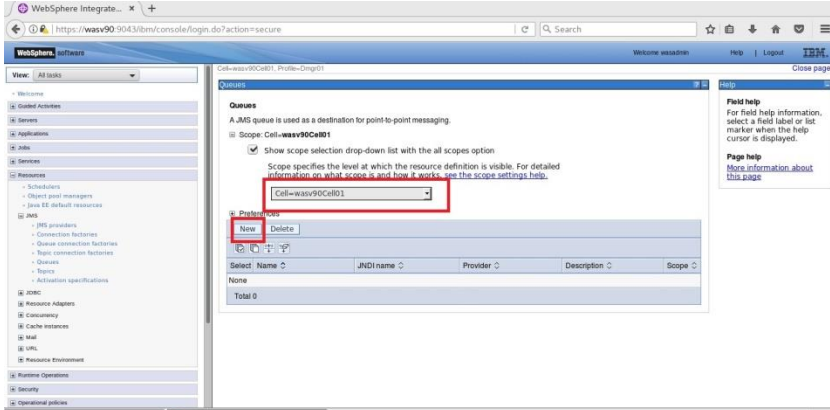 WebSphere Integrate...
https://wasv90:9043/ibm/console/login.do?action=secure
Search
WebSphere. software
Welcome wasadmin
Help | Logout
IBM.
View: All tasks
Welcome
Guided Activities
Servers
Applications
Jobs
Services
Resources
Schedulers
Object pool managers
Java EE default resources
JMS
JMS providers
Connection factories
Queue connection factories
Topic connection factories
Queues
Topics
Activation specifications
JDBC
Resource Adapters
Concurrency
Cache instances
Mail
URL
Resource Environment
Runtime Operations
Security
Operational policies
Cell=wasv90Cell01, Profile=Dmgr01
Close page
Queues
Queues
A JMS queue is used as a destination for point-to-point messaging.
Scope: Cell=wasv90Cell01
Show scope selection drop-down list with the all scopes option
Scope specifies the level at which the resource definition is visible. For detailed
information on what scope is and how it works, see the scope settings help.
Cell=wasv90Cell01
Preferences
New Delete
Select Name JNDI name Provider Description Scope
None
Total 0
Help
Field help
For field help information,
select a field label or list
marker when the help
cursor is displayed.
Page help
More information about
this page